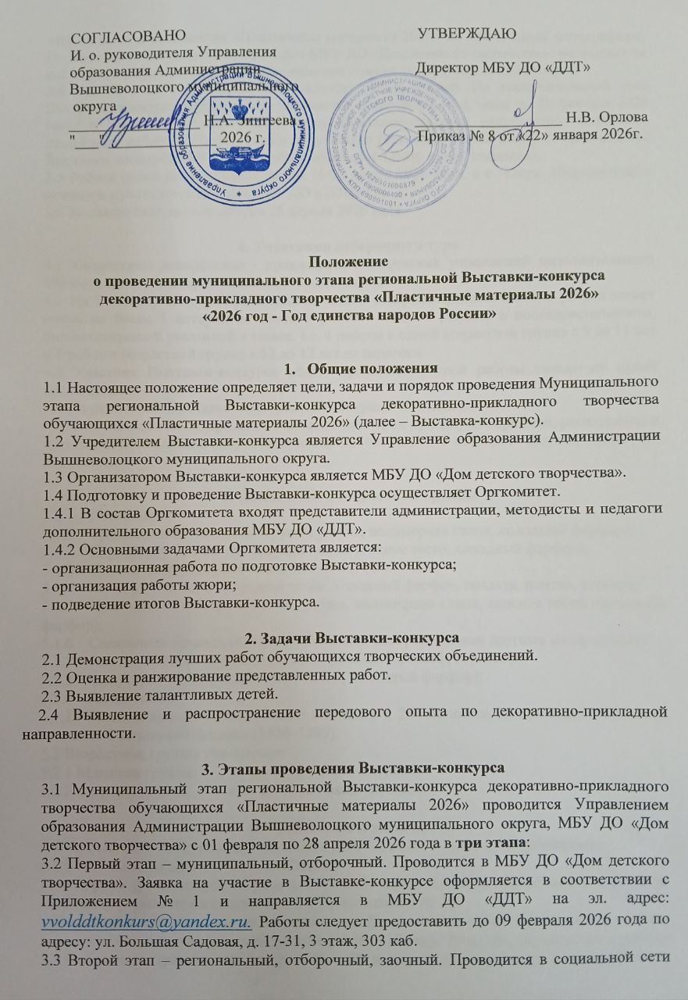 СОГЛАСОВАНО
И. о. руководителя Управления
образования Администрации
Вышневолоцкого муниципального
округа
Н.А. Зингеева
"___"______________ 2026 г.
УТВЕРЖДАЮ
Директор МБУ ДО «ДДТ»
Н.В. Орлова
Приказ № 8 от «22» января 2026г.
Положение
о проведении муниципального этапа региональной Выставки-конкурса
декоративно-прикладного творчества «Пластичные материалы 2026»
«2026 год - Год единства народов России»
1. Общие положения
1.1 Настоящее положение определяет цели, задачи и порядок проведения Муниципального
этапа региональной Выставки-конкурса декоративно-прикладного творчества
обучающихся «Пластичные материалы 2026» (далее – Выставка-конкурс).
1.2 Учредителем Выставки-конкурса является Управление образования Администрации
Вышневолоцкого муниципального округа.
1.3 Организатором Выставки-конкурса является МБУ ДО «Дом детского творчества».
1.4 Подготовку и проведение Выставки-конкурса осуществляет Оргкомитет.
1.4.1 В состав Оргкомитета входят представители администрации, методисты и педагоги
дополнительного образования МБУ ДО «ДДТ».
1.4.2 Основными задачами Оргкомитета является:
- организационная работа по подготовке Выставки-конкурса;
- организация работы жюри;
- подведение итогов Выставки-конкурса.
2. Задачи Выставки-конкурса
2.1 Демонстрация лучших работ обучающихся творческих объединений.
2.2 Оценка и ранжирование представленных работ.
2.3 Выявление талантливых детей.
2.4 Выявление и распространение передового опыта по декоративно-прикладной
направленности.
3. Этапы проведения Выставки-конкурса
3.1 Муниципальный этап региональной Выставки-конкурса декоративно-прикладного
творчества обучающихся «Пластичные материалы 2026» проводится Управлением
образования Администрации Вышневолоцкого муниципального округа, МБУ ДО «Дом
детского творчества» с 01 февраля по 28 апреля 2026 года в три этапа:
3.2 Первый этап – муниципальный, отборочный. Проводится в МБУ ДО «Дом детского
творчества». Заявка на участие в Выставке-конкурсе оформляется в соответствии с
Приложением № 1 и направляется в МБУ ДО «ДДТ» на эл. адрес:
vvolddtkonkurs@yandex.ru. Работы следует предоставить до 09 февраля 2026 года по
адресу: ул. Большая Садовая, д. 17-31, 3 этаж, 303 каб.
3.3 Второй этап – региональный, отборочный, заочный. Проводится в социальной сети